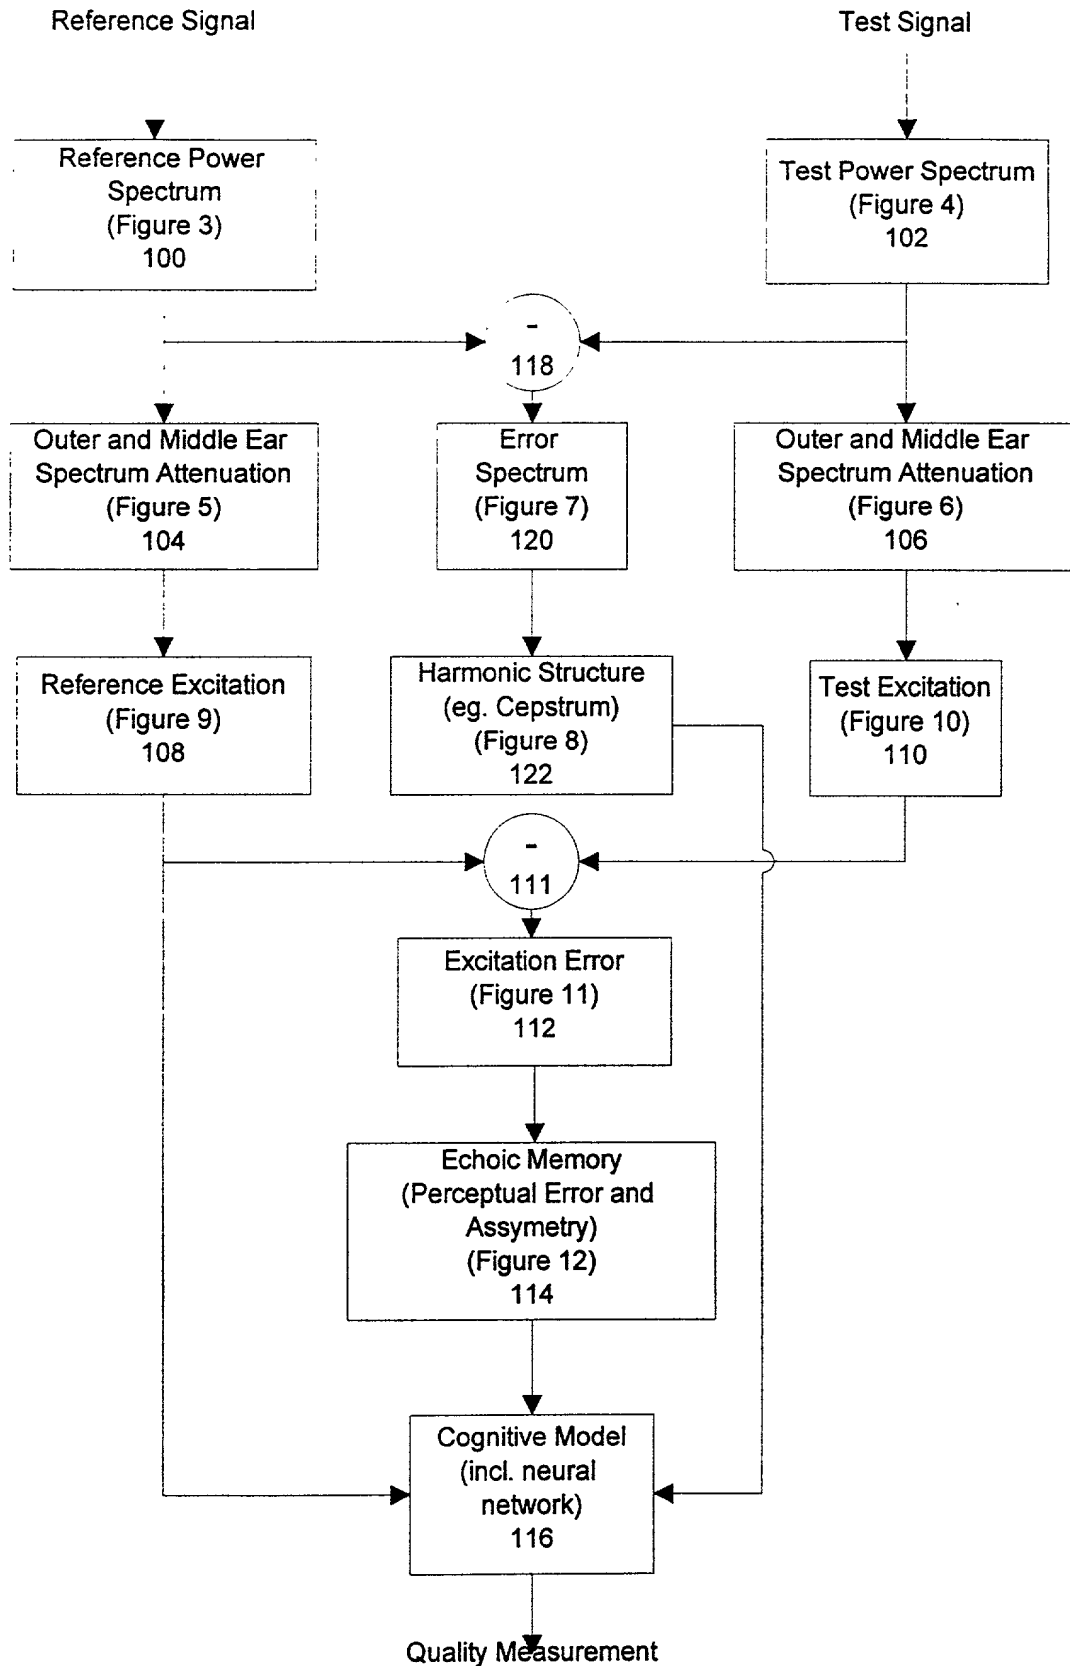 Reference Signal
Test Signal
Reference Power
Spectrum
(Figure 3)
100
Test Power Spectrum
(Figure 4)
102
-
118
Outer and Middle Ear
Spectrum Attenuation
(Figure 5)
104
Error
Spectrum
(Figure 7)
120
Outer and Middle Ear
Spectrum Attenuation
(Figure 6)
106
Reference Excitation
(Figure 9)
108
Harmonic Structure
(eg. Cepstrum)
(Figure 8)
122
Test Excitation
(Figure 10)
110
-
111
Excitation Error
(Figure 11)
112
Echoic Memory
(Perceptual Error and
Assymetry)
(Figure 12)
114
Cognitive Model
(incl. neural
network)
116
Quality Measurement